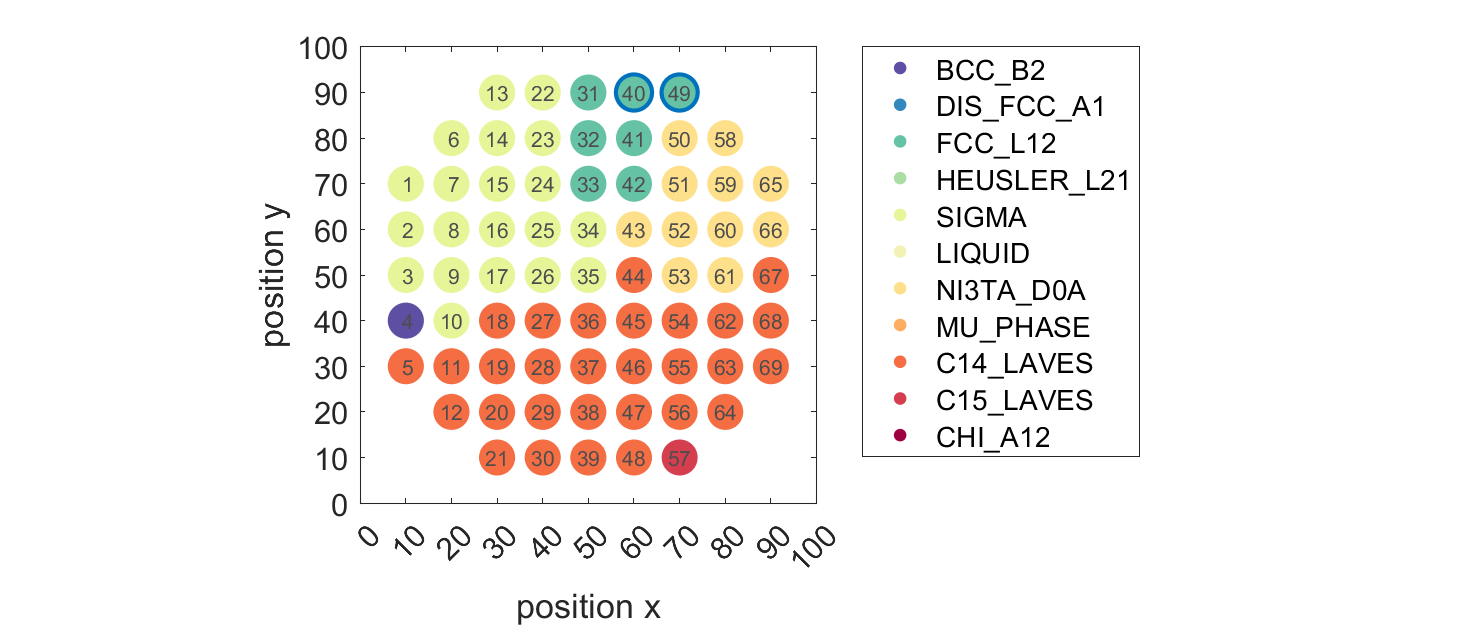 100
90
80
70
60
50
40
30
20
10
0
position y
13 22 31 40 49
6 14 23 32 41 50 58
1 7 15 24 33 42 51 59 65
2 8 16 25 34 43 52 60 66
3 9 17 26 35 44 53 61 67
4 10 18 27 36 45 54 62 68
5 11 19 28 37 46 55 63 69
12 20 29 38 47 56 64
21 30 39 48 57
0 10 20 30 40 50 60 70 80 90 100
position x
BCC_B2
DIS_FCC_A1
FCC_L12
HEUSLER_L21
SIGMA
LIQUID
NI3TA_D0A
MU_PHASE
C14_LAVES
C15_LAVES
CHI_A12